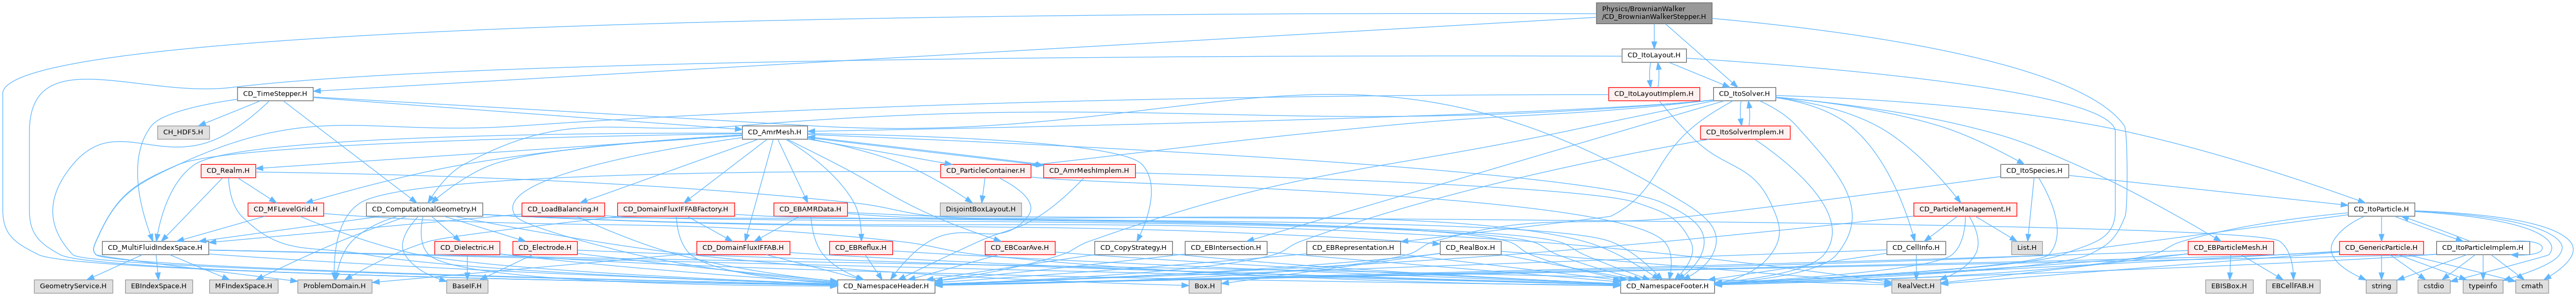 Physics/BrownianWalker
/CD_BrownianWalkerStepper.H
CD_ItoLayout.H
CD_TimeStepper.H
CD_ItoLayoutImplem.H
CD_ItoSolver.H
CH_HDF5.H
CD_AmrMesh.H
CD_ItoSolverImplem.H
CD_Realm.H
CD_ParticleContainer.H
CD_AmrMeshImplem.H
CD_ItoSpecies.H
CD_MFLevelGrid.H
CD_ComputationalGeometry.H
CD_LoadBalancing.H
CD_DomainFluxIFFABFactory.H
CD_EBAMRData.H
DisjointBoxLayout.H
CD_ParticleManagement.H
CD_ItoParticle.H
CD_MultiFluidIndexSpace.H
CD_Dielectric.H
CD_Electrode.H
CD_DomainFluxIFFAB.H
CD_EBReflux.H
CD_EBCoarAve.H
CD_CopyStrategy.H
CD_EBIntersection.H
CD_EBRepresentation.H
CD_RealBox.H
CD_CellInfo.H
List.H
CD_EBParticleMesh.H
CD_GenericParticle.H
CD_ItoParticleImplem.H
GeometryService.H
EBIndexSpace.H
MFIndexSpace.H
ProblemDomain.H
BaseIF.H
CD_NamespaceHeader.H
Box.H
CD_NamespaceFooter.H
RealVect.H
EBISBox.H
EBCellFAB.H
string
cstdio
typeinfo
cmath